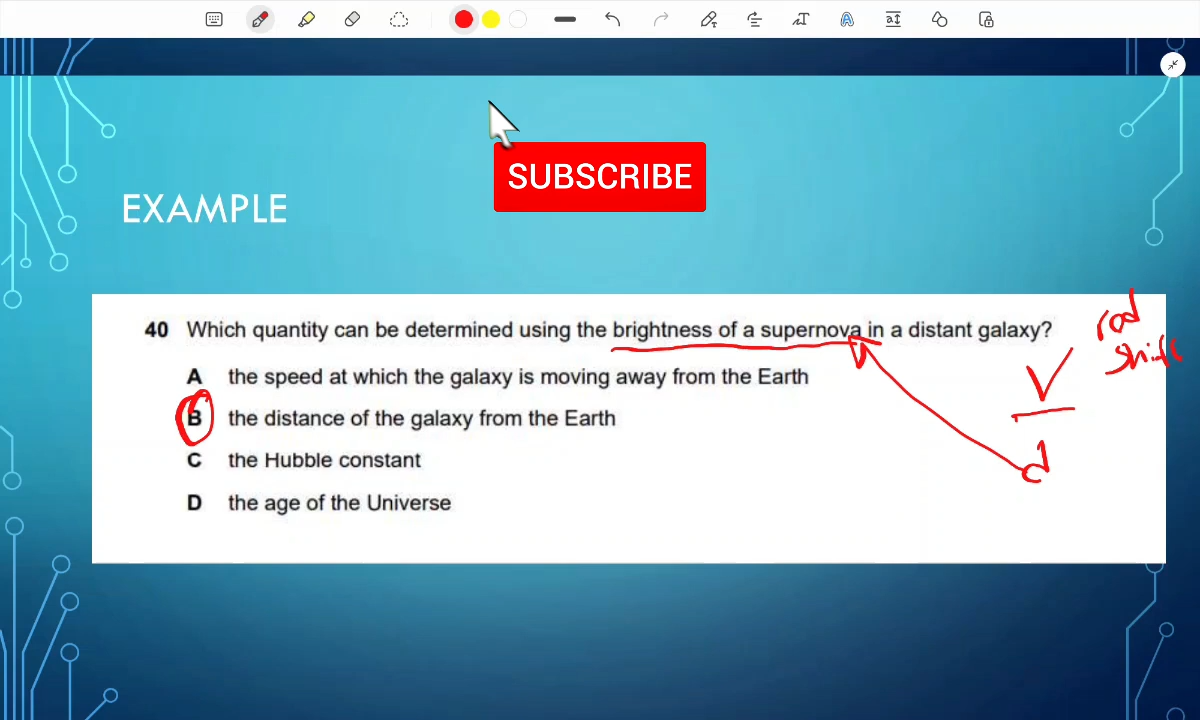 SUBSCRIBE
EXAMPLE
40 Which quantity can be determined using the brightness of a supernova in a distant galaxy?
A the speed at which the galaxy is moving away from the Earth
B the distance of the galaxy from the Earth
C the Hubble constant
D the age of the Universe
rod
shift
V
d